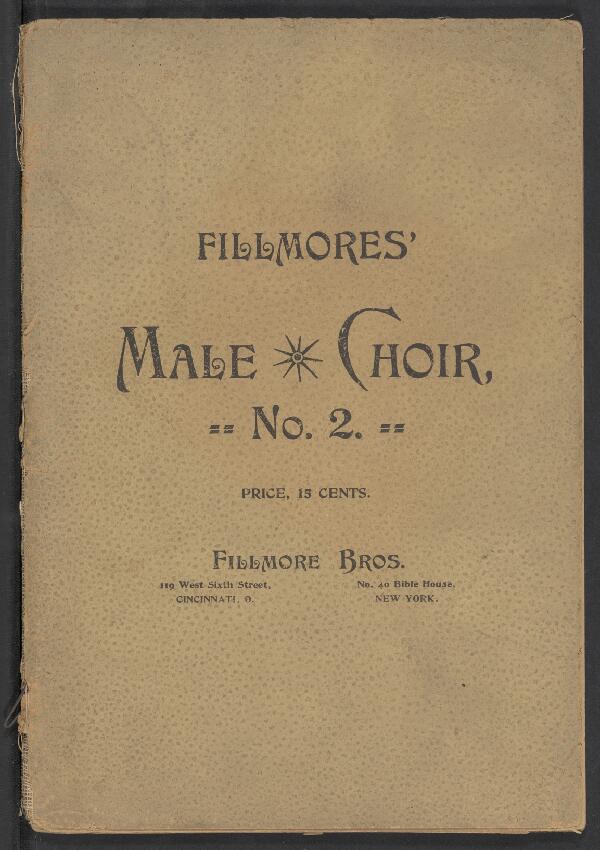 FILLMORES'
MALE CHOIR,
No. 2.
PRICE, 15 CENTS.
FILLMORE BROS.
119 West Sixth Street,
CINCINNATI, O.
No. 40 Bible House,
NEW YORK.